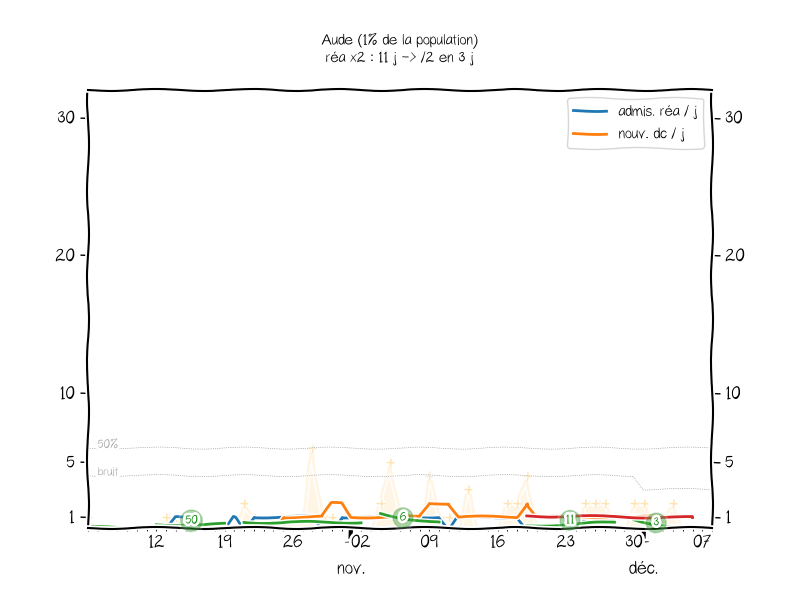 Aude (1% de la population)
réa x2 : 11 j -> /2 en 3 j
admis. réa / j
nouv. dc / j
30 30
20 20
10 10
50%
5 5
bruit
1 50 6 11 3 1
12 19 26 02 09 16 23 30 07
nov. déc.